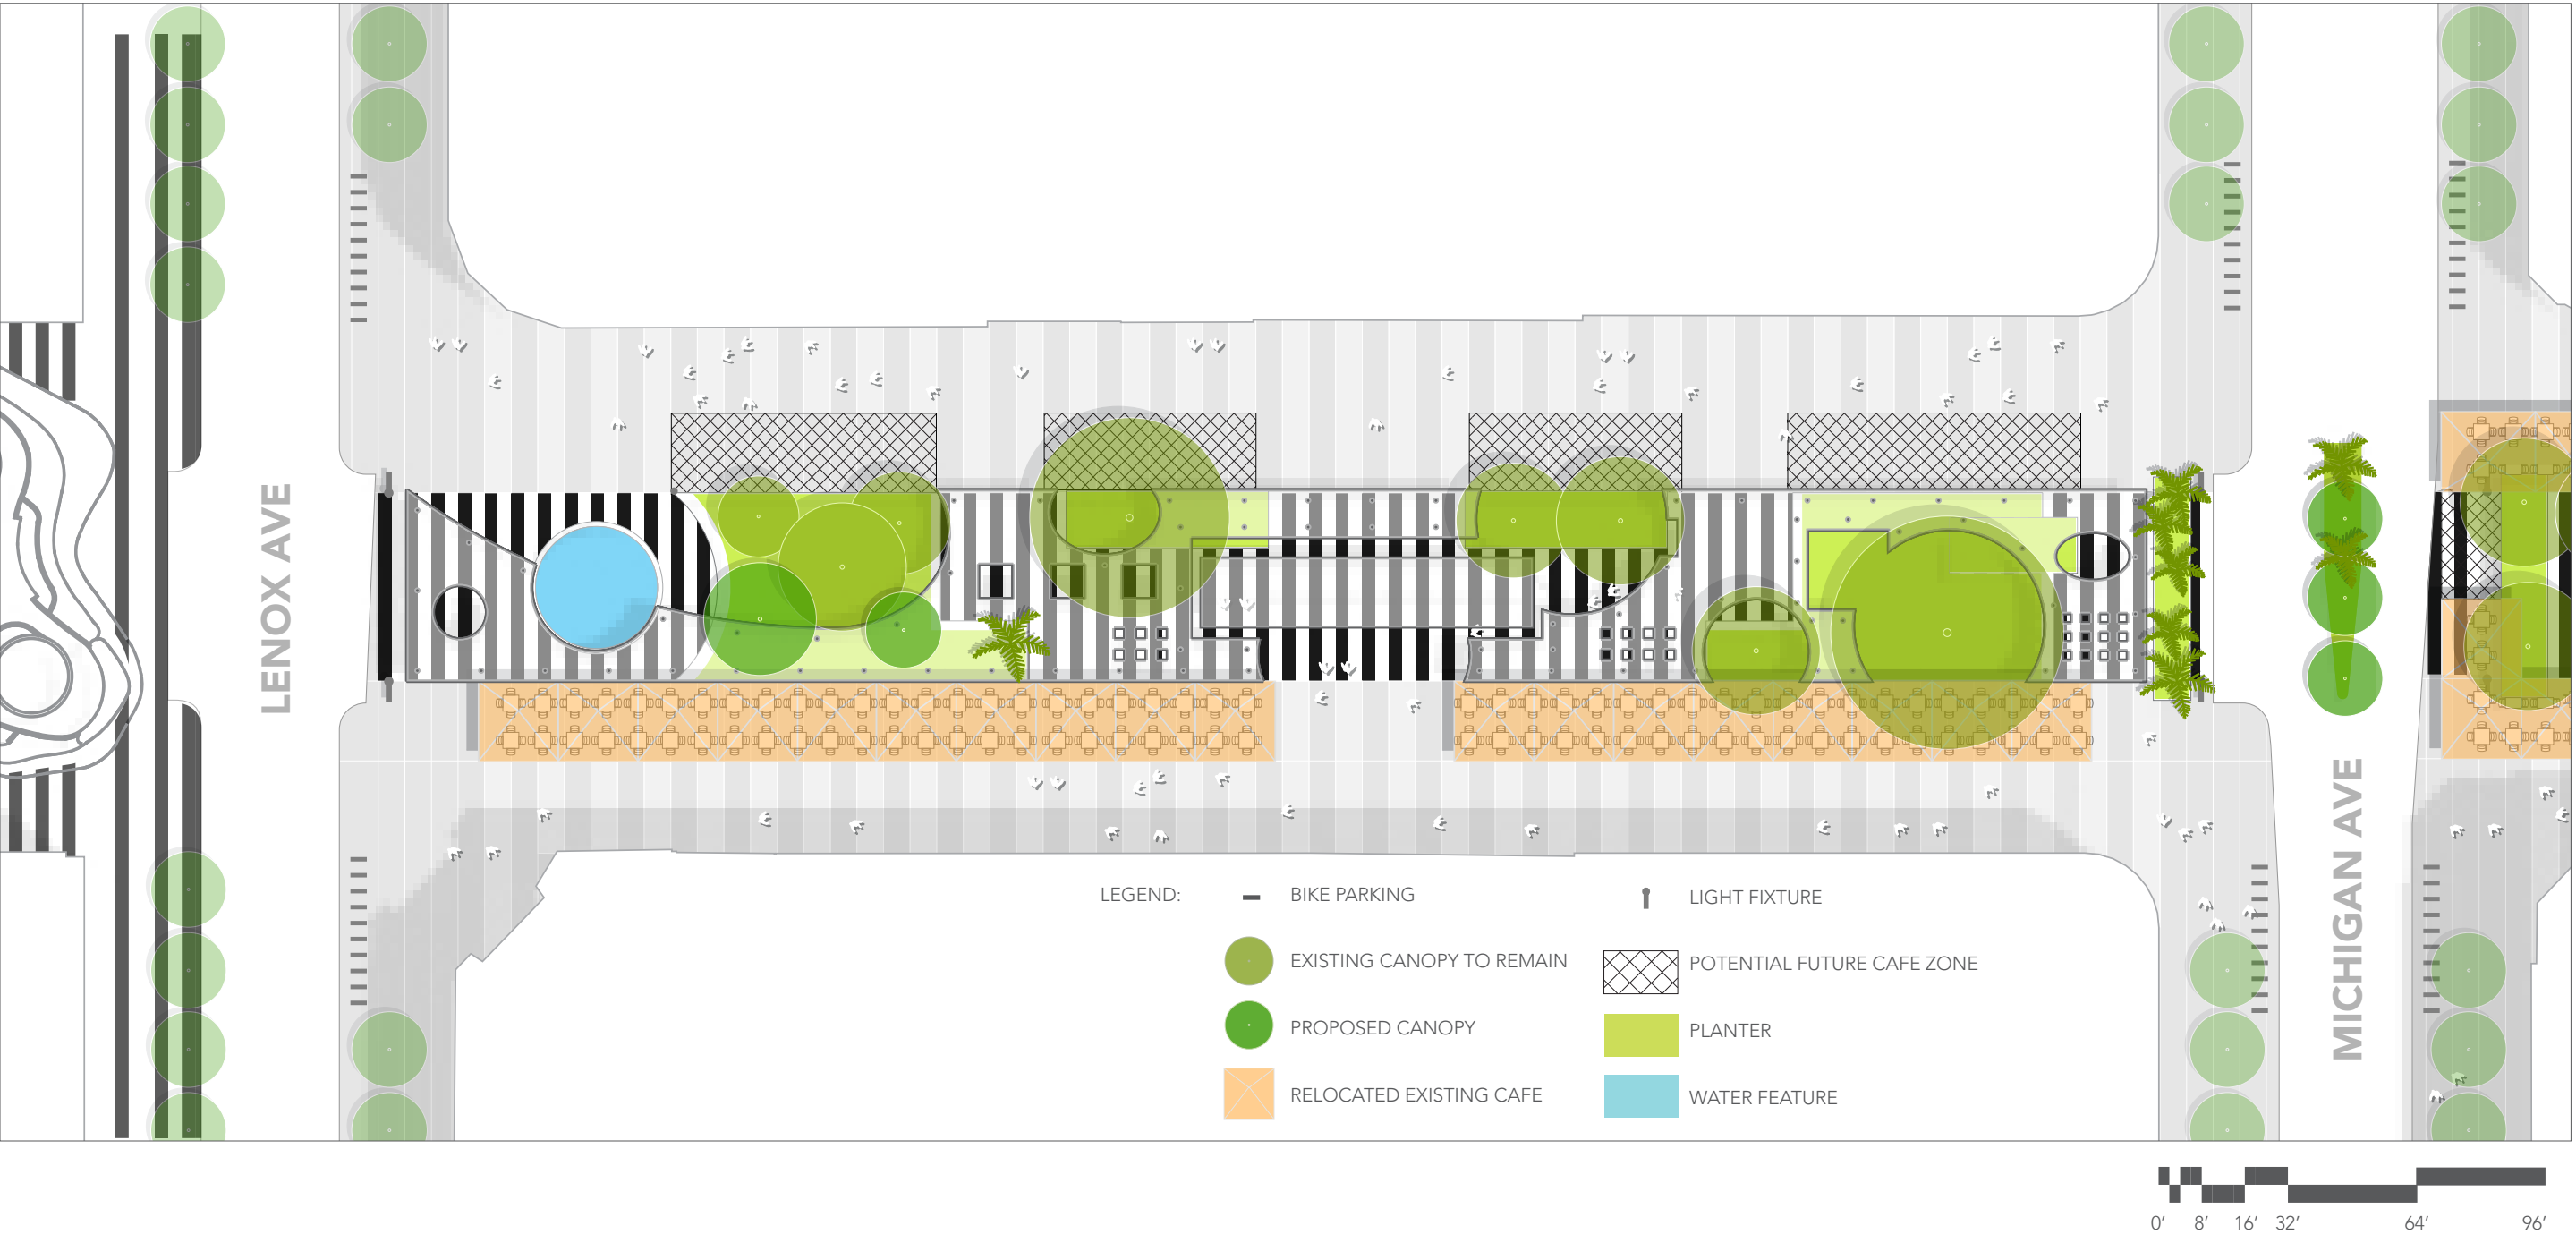 LENOX AVE
MICHIGAN AVE
LEGEND:
BIKE PARKING
LIGHT FIXTURE
EXISTING CANOPY TO REMAIN
POTENTIAL FUTURE CAFE ZONE
PROPOSED CANOPY
PLANTER
RELOCATED EXISTING CAFE
WATER FEATURE
0' 8' 16' 32' 64' 96'